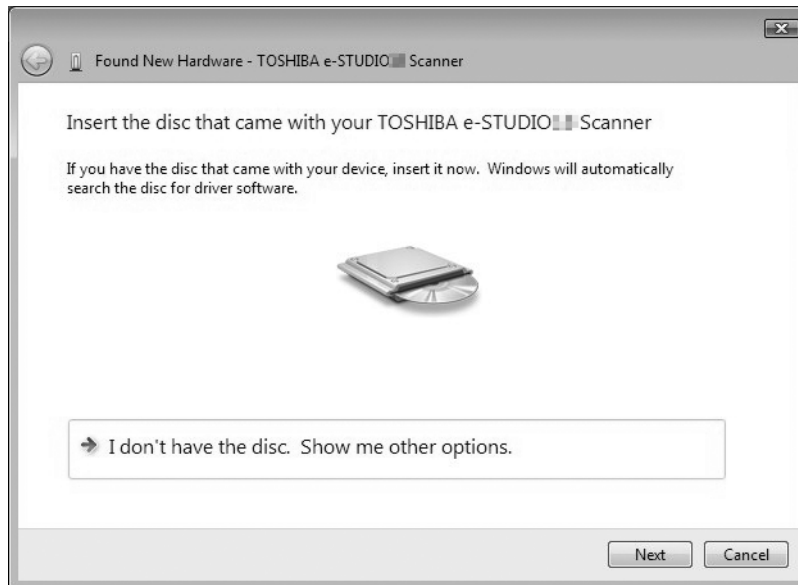 Found New Hardware - TOSHIBA e-STUDIO Scanner
Insert the disc that came with your TOSHIBA e-STUDIO Scanner
If you have the disc that came with your device, insert it now. Windows will automatically
search the disc for driver software.
I don't have the disc. Show me other options.
Next
Cancel